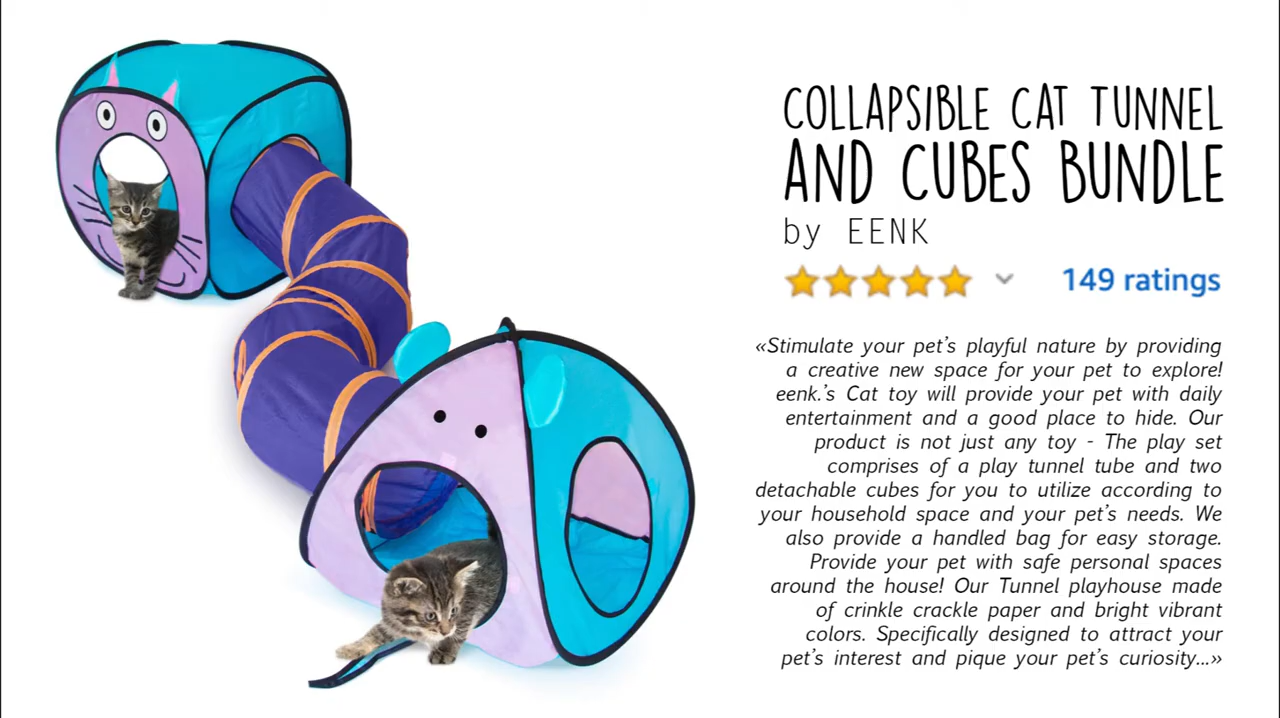 COLLAPSIBLE CAT TUNNEL
AND CUBES BUNDLE
by EENK
149 ratings
«Stimulate your pet's playful nature by providing
a creative new space for your pet to explore!
eenk.'s Cat toy will provide your pet with daily
entertainment and a good place to hide. Our
product is not just any toy - The play set
comprises of a play tunnel tube and two
detachable cubes for you to utilize according to
your household space and your pet's needs. We
also provide a handled bag for easy storage.
Provide your pet with safe personal spaces
around the house! Our Tunnel playhouse made
of crinkle crackle paper and bright vibrant
colors. Specifically designed to attract your
pet's interest and pique your pet's curiosity...»